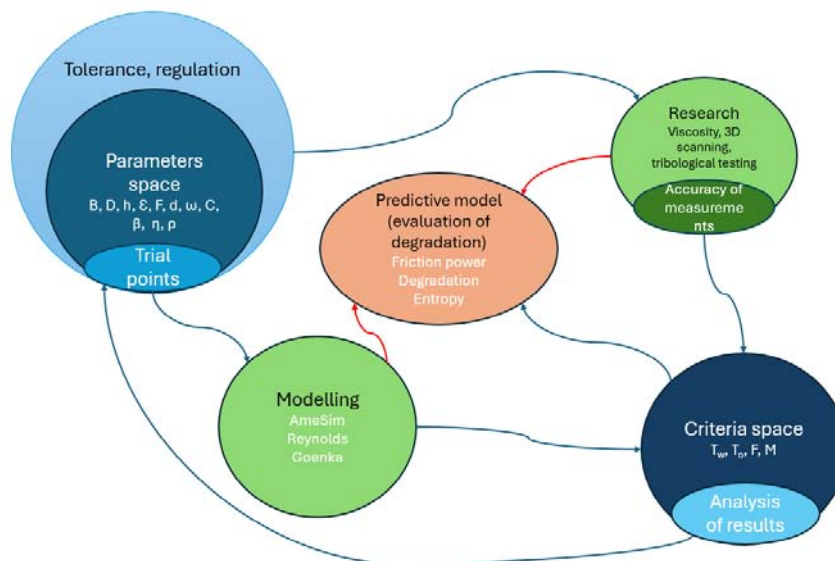 Tolerance, regulation
Parameters
space
B, D, h, Ɛ, F, d, ω, C,
β, η, ρ
Trial
points
Research
Viscosity, 3D
scanning,
tribological testing
Accuracy of
measureme
nts
Predictive model
(evaluation of
degradation)
Friction power
Degradation
Entropy
Modelling
AmeSim
Reynolds
Goenka
Criteria space
Tw, To, F, M
Analysis
of results